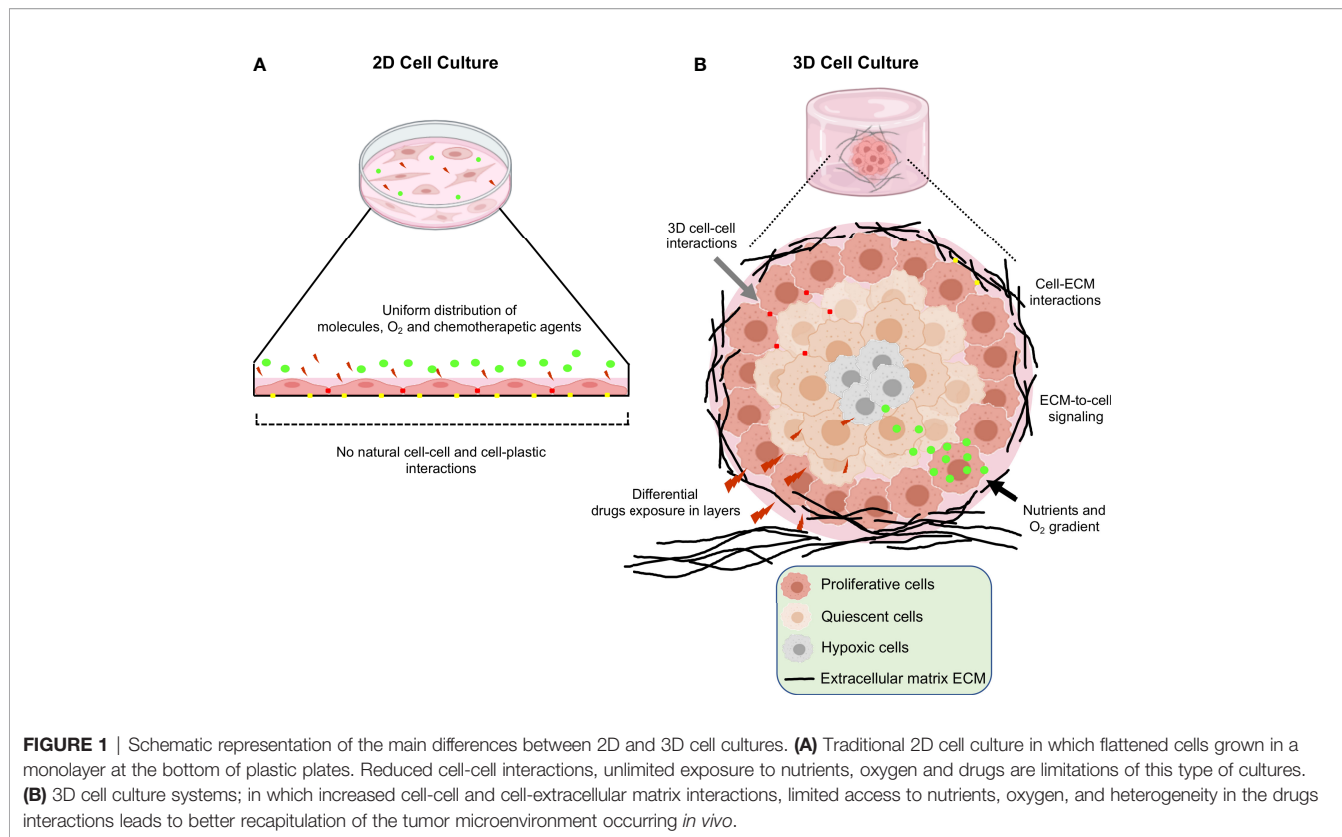 A
2D Cell Culture
Uniform distribution of
molecules, O₂ and chemotherapetic agents
No natural cell-cell and cell-plastic
interactions
B
3D Cell Culture
3D cell-cell
interactions
Cell-ECM
interactions
ECM-to-cell
signaling
Differential
drugs exposure in layers
Nutrients and
O₂ gradient
Proliferative cells
Quiescent cells
Hypoxic cells
Extracellular matrix ECM
FIGURE 1 | Schematic representation of the main differences between 2D and 3D cell cultures. (A) Traditional 2D cell culture in which flattened cells grown in a
monolayer at the bottom of plastic plates. Reduced cell-cell interactions, unlimited exposure to nutrients, oxygen and drugs are limitations of this type of cultures.
(B) 3D cell culture systems; in which increased cell-cell and cell-extracellular matrix interactions, limited access to nutrients, oxygen, and heterogeneity in the drugs
interactions leads to better recapitulation of the tumor microenvironment occurring in vivo.